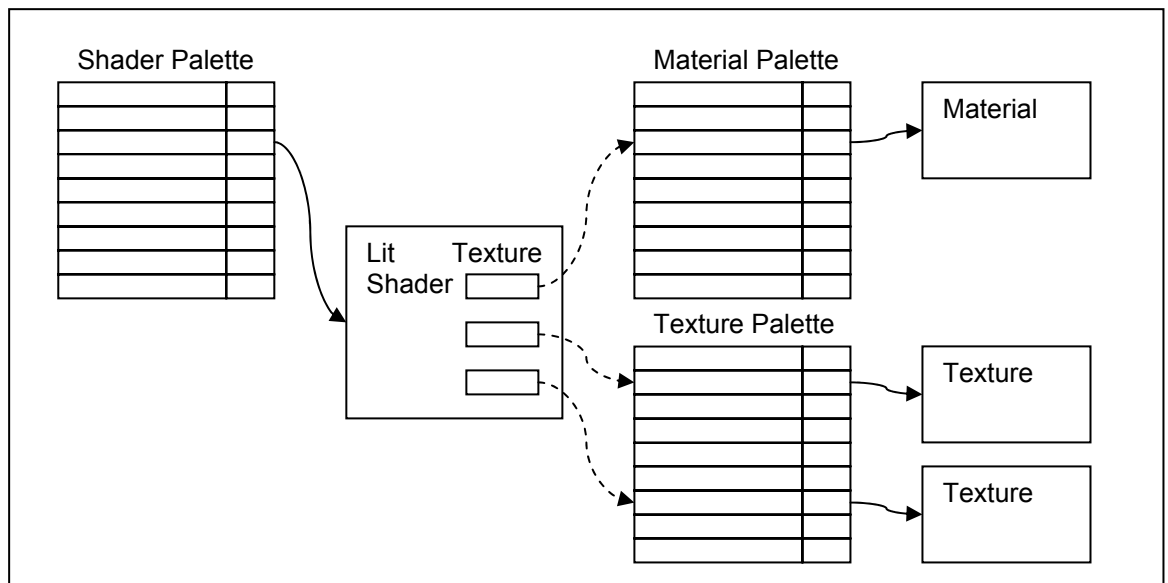 Shader Palette
Material Palette
Material
Lit Texture
Shader
Texture Palette
Texture
Texture